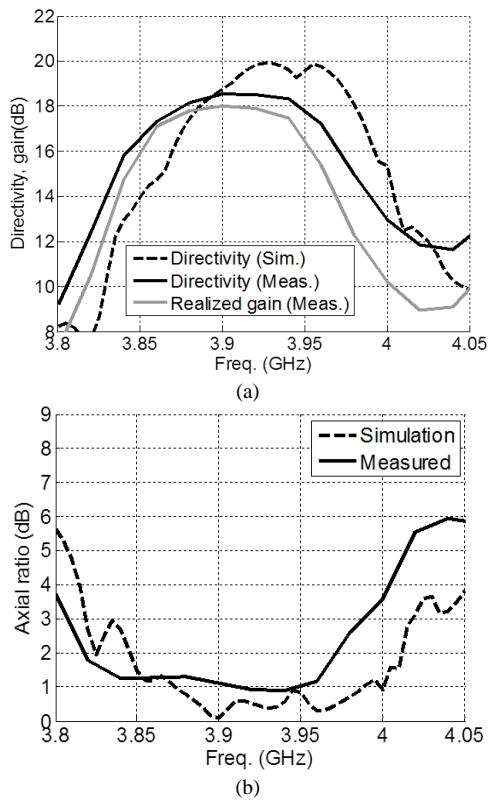 22
20
18
16
14
12
10
8
Directivity, gain(dB)
Directivity (Sim.)
Directivity (Meas.)
Realized gain (Meas.)
3.8 3.85 3.9 3.95 4 4.05
Freq. (GHz)
(a)
9
8
7
6
5
4
3
2
1
0
Axial ratio (dB)
Simulation
Measured
3.8 3.85 3.9 3.95 4 4.05
Freq. (GHz)
(b)